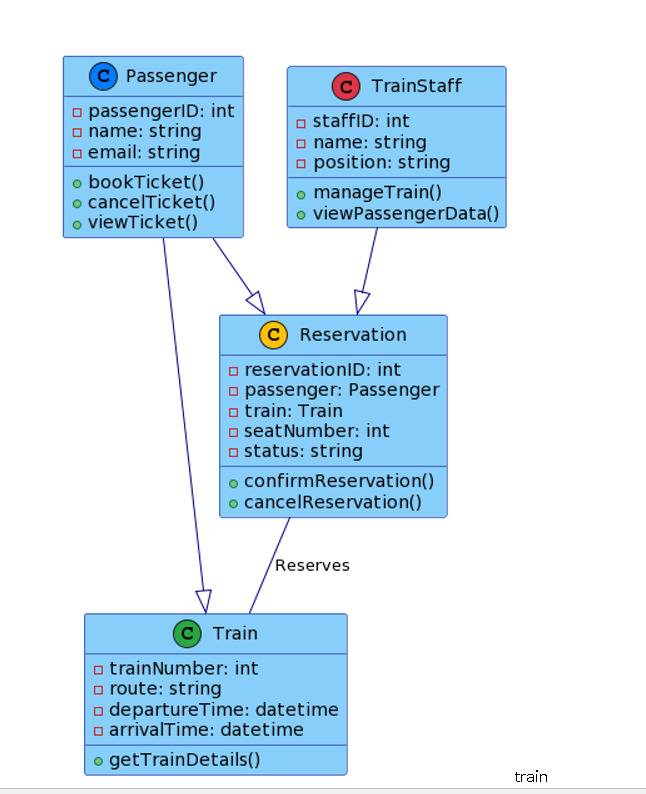 C Passenger
passengerID: int
name: string
email: string
bookTicket()
cancelTicket()
viewTicket()
C TrainStaff
staffID: int
name: string
position: string
manageTrain()
viewPassengerData()
C Reservation
reservationID: int
passenger: Passenger
train: Train
seatNumber: int
status: string
confirmReservation()
cancelReservation()
Reserves
C Train
trainNumber: int
route: string
departureTime: datetime
arrivalTime: datetime
getTrainDetails()
train